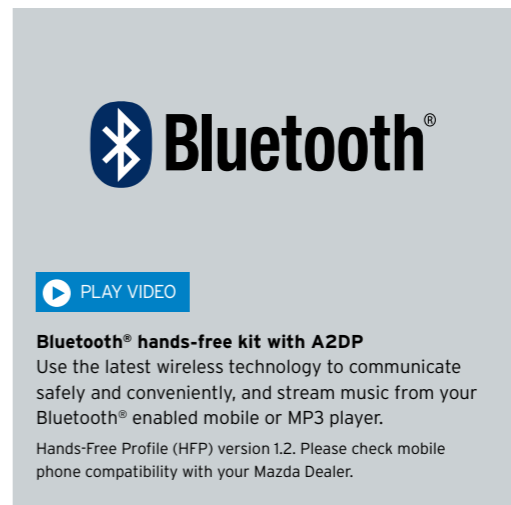 Bluetooth®
PLAY VIDEO
Bluetooth® hands-free kit with A2DP
Use the latest wireless technology to communicate
safely and conveniently, and stream music from your
Bluetooth® enabled mobile or MP3 player.
Hands-Free Profile (HFP) version 1.2. Please check mobile
phone compatibility with your Mazda Dealer.